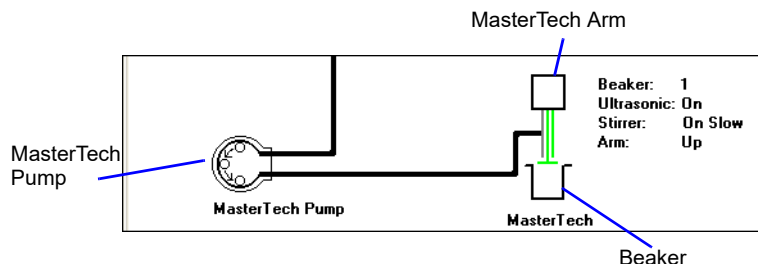 MasterTech Arm
Beaker: 1
Ultrasonic: On
Stirrer: On Slow
Arm: Up
MasterTech
Pump
MasterTech Pump
MasterTech
Beaker